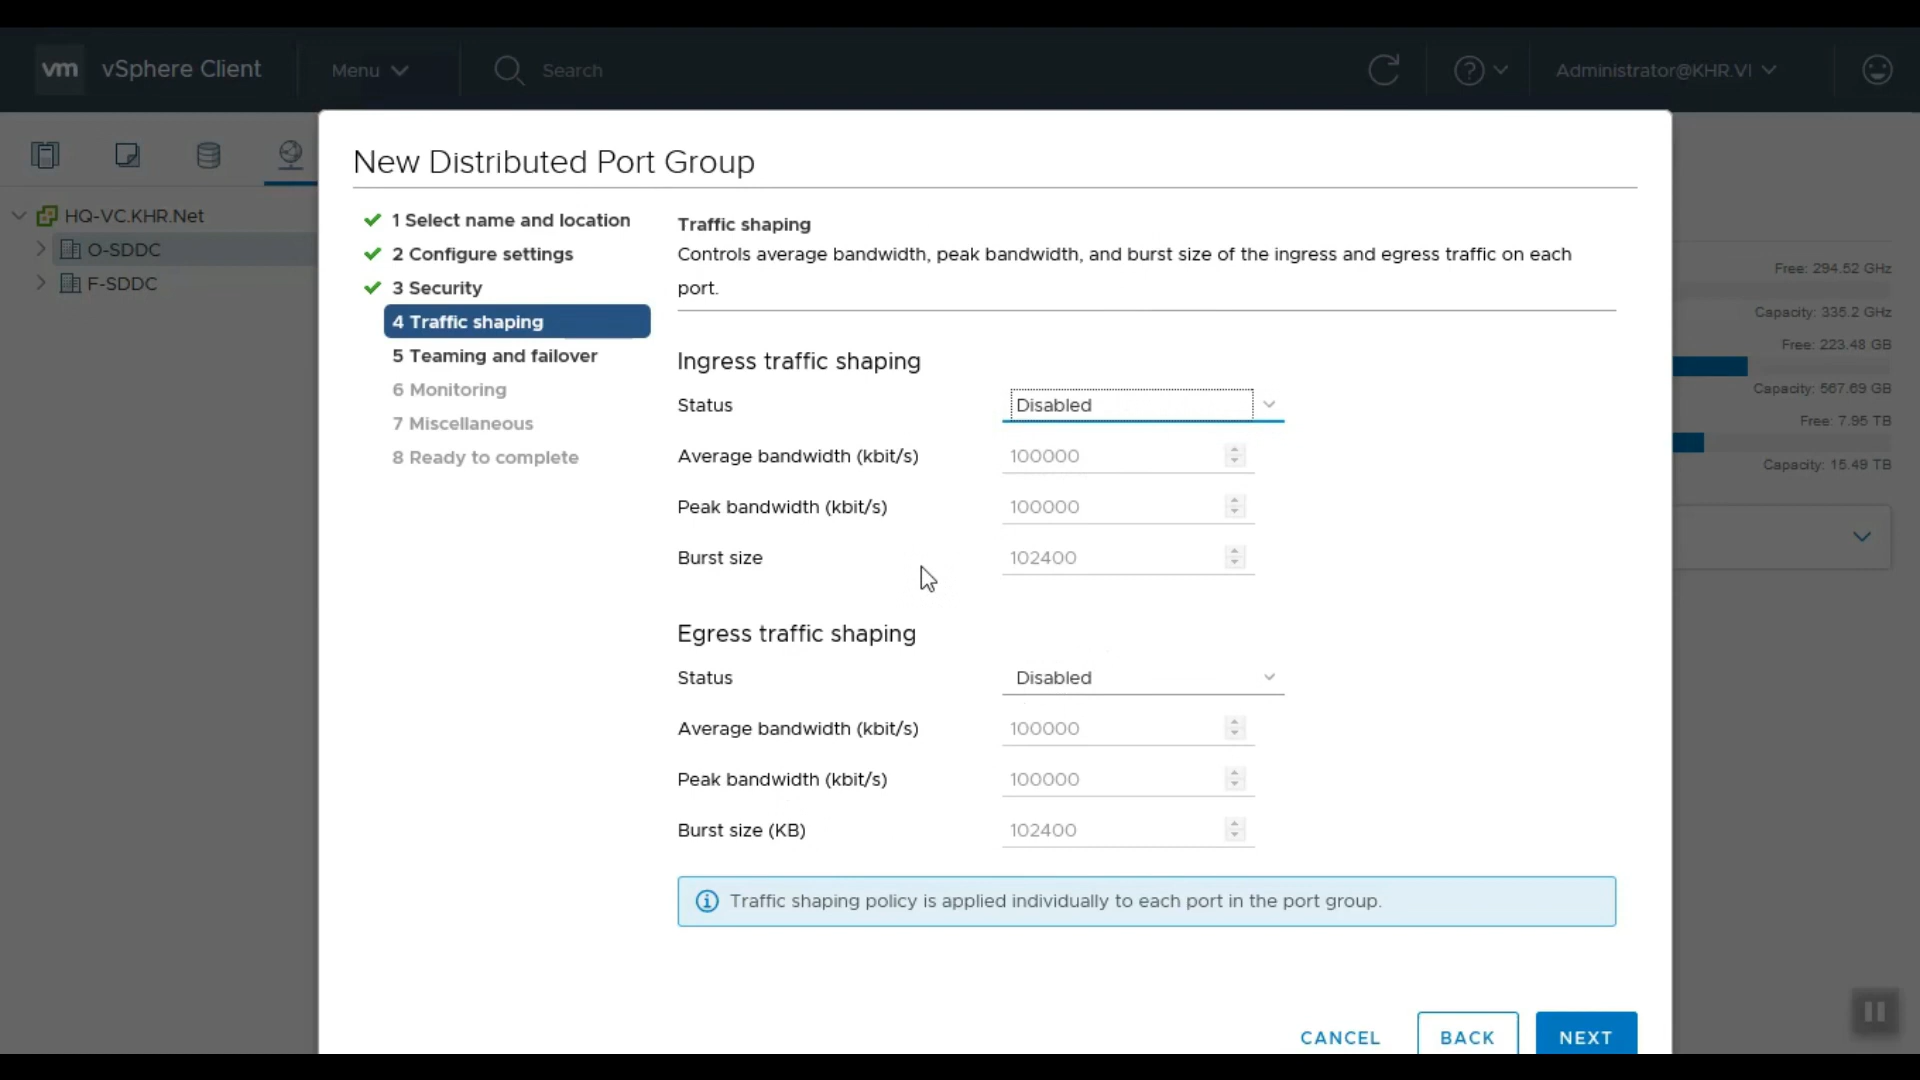 vm vSphere Client Menu Search Administrator@KHR.VI
New Distributed Port Group
HQ-VC.KHR.Net
O-SDDC
F-SDDC
1 Select name and location
2 Configure settings
3 Security
4 Traffic shaping
5 Teaming and failover
6 Monitoring
7 Miscellaneous
8 Ready to complete
Traffic shaping
Controls average bandwidth, peak bandwidth, and burst size of the ingress and egress traffic on each
port.
Ingress traffic shaping
Status Disabled
Average bandwidth (kbit/s) 100000
Peak bandwidth (kbit/s) 100000
Burst size 102400
Egress traffic shaping
Status Disabled
Average bandwidth (kbit/s) 100000
Peak bandwidth (kbit/s) 100000
Burst size (KB) 102400
Traffic shaping policy is applied individually to each port in the port group.
CANCEL BACK NEXT
Free: 294.52 GHz
Capacity: 335.2 GHz
Free: 223.48 GB
Capacity: 567.69 GB
Free: 7.95 TB
Capacity: 15.49 TB